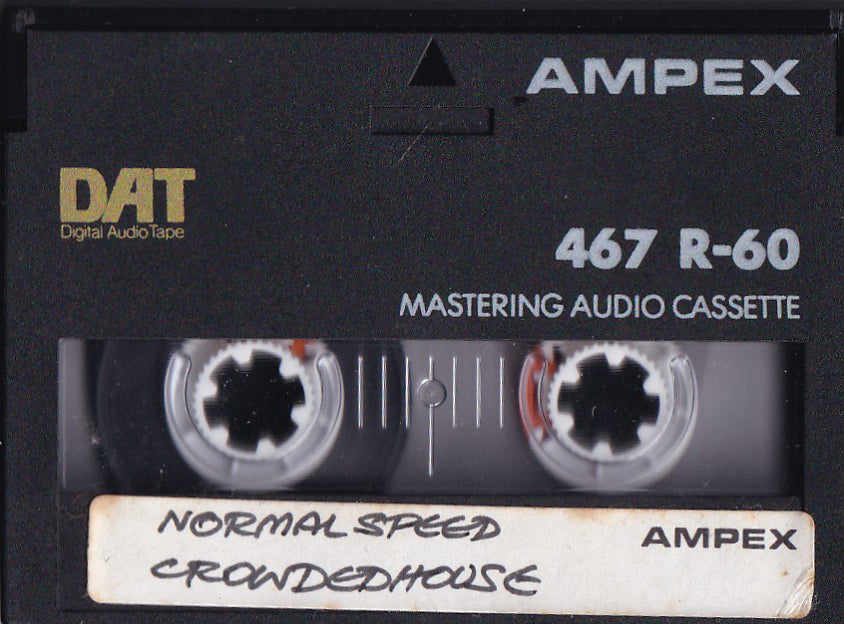 AMPEX
DAT
Digital Audio Tape
467 R-60
MASTERING AUDIO CASSETTE
NORMAL SPEED
AMPEX
CROWDEDHOUSE